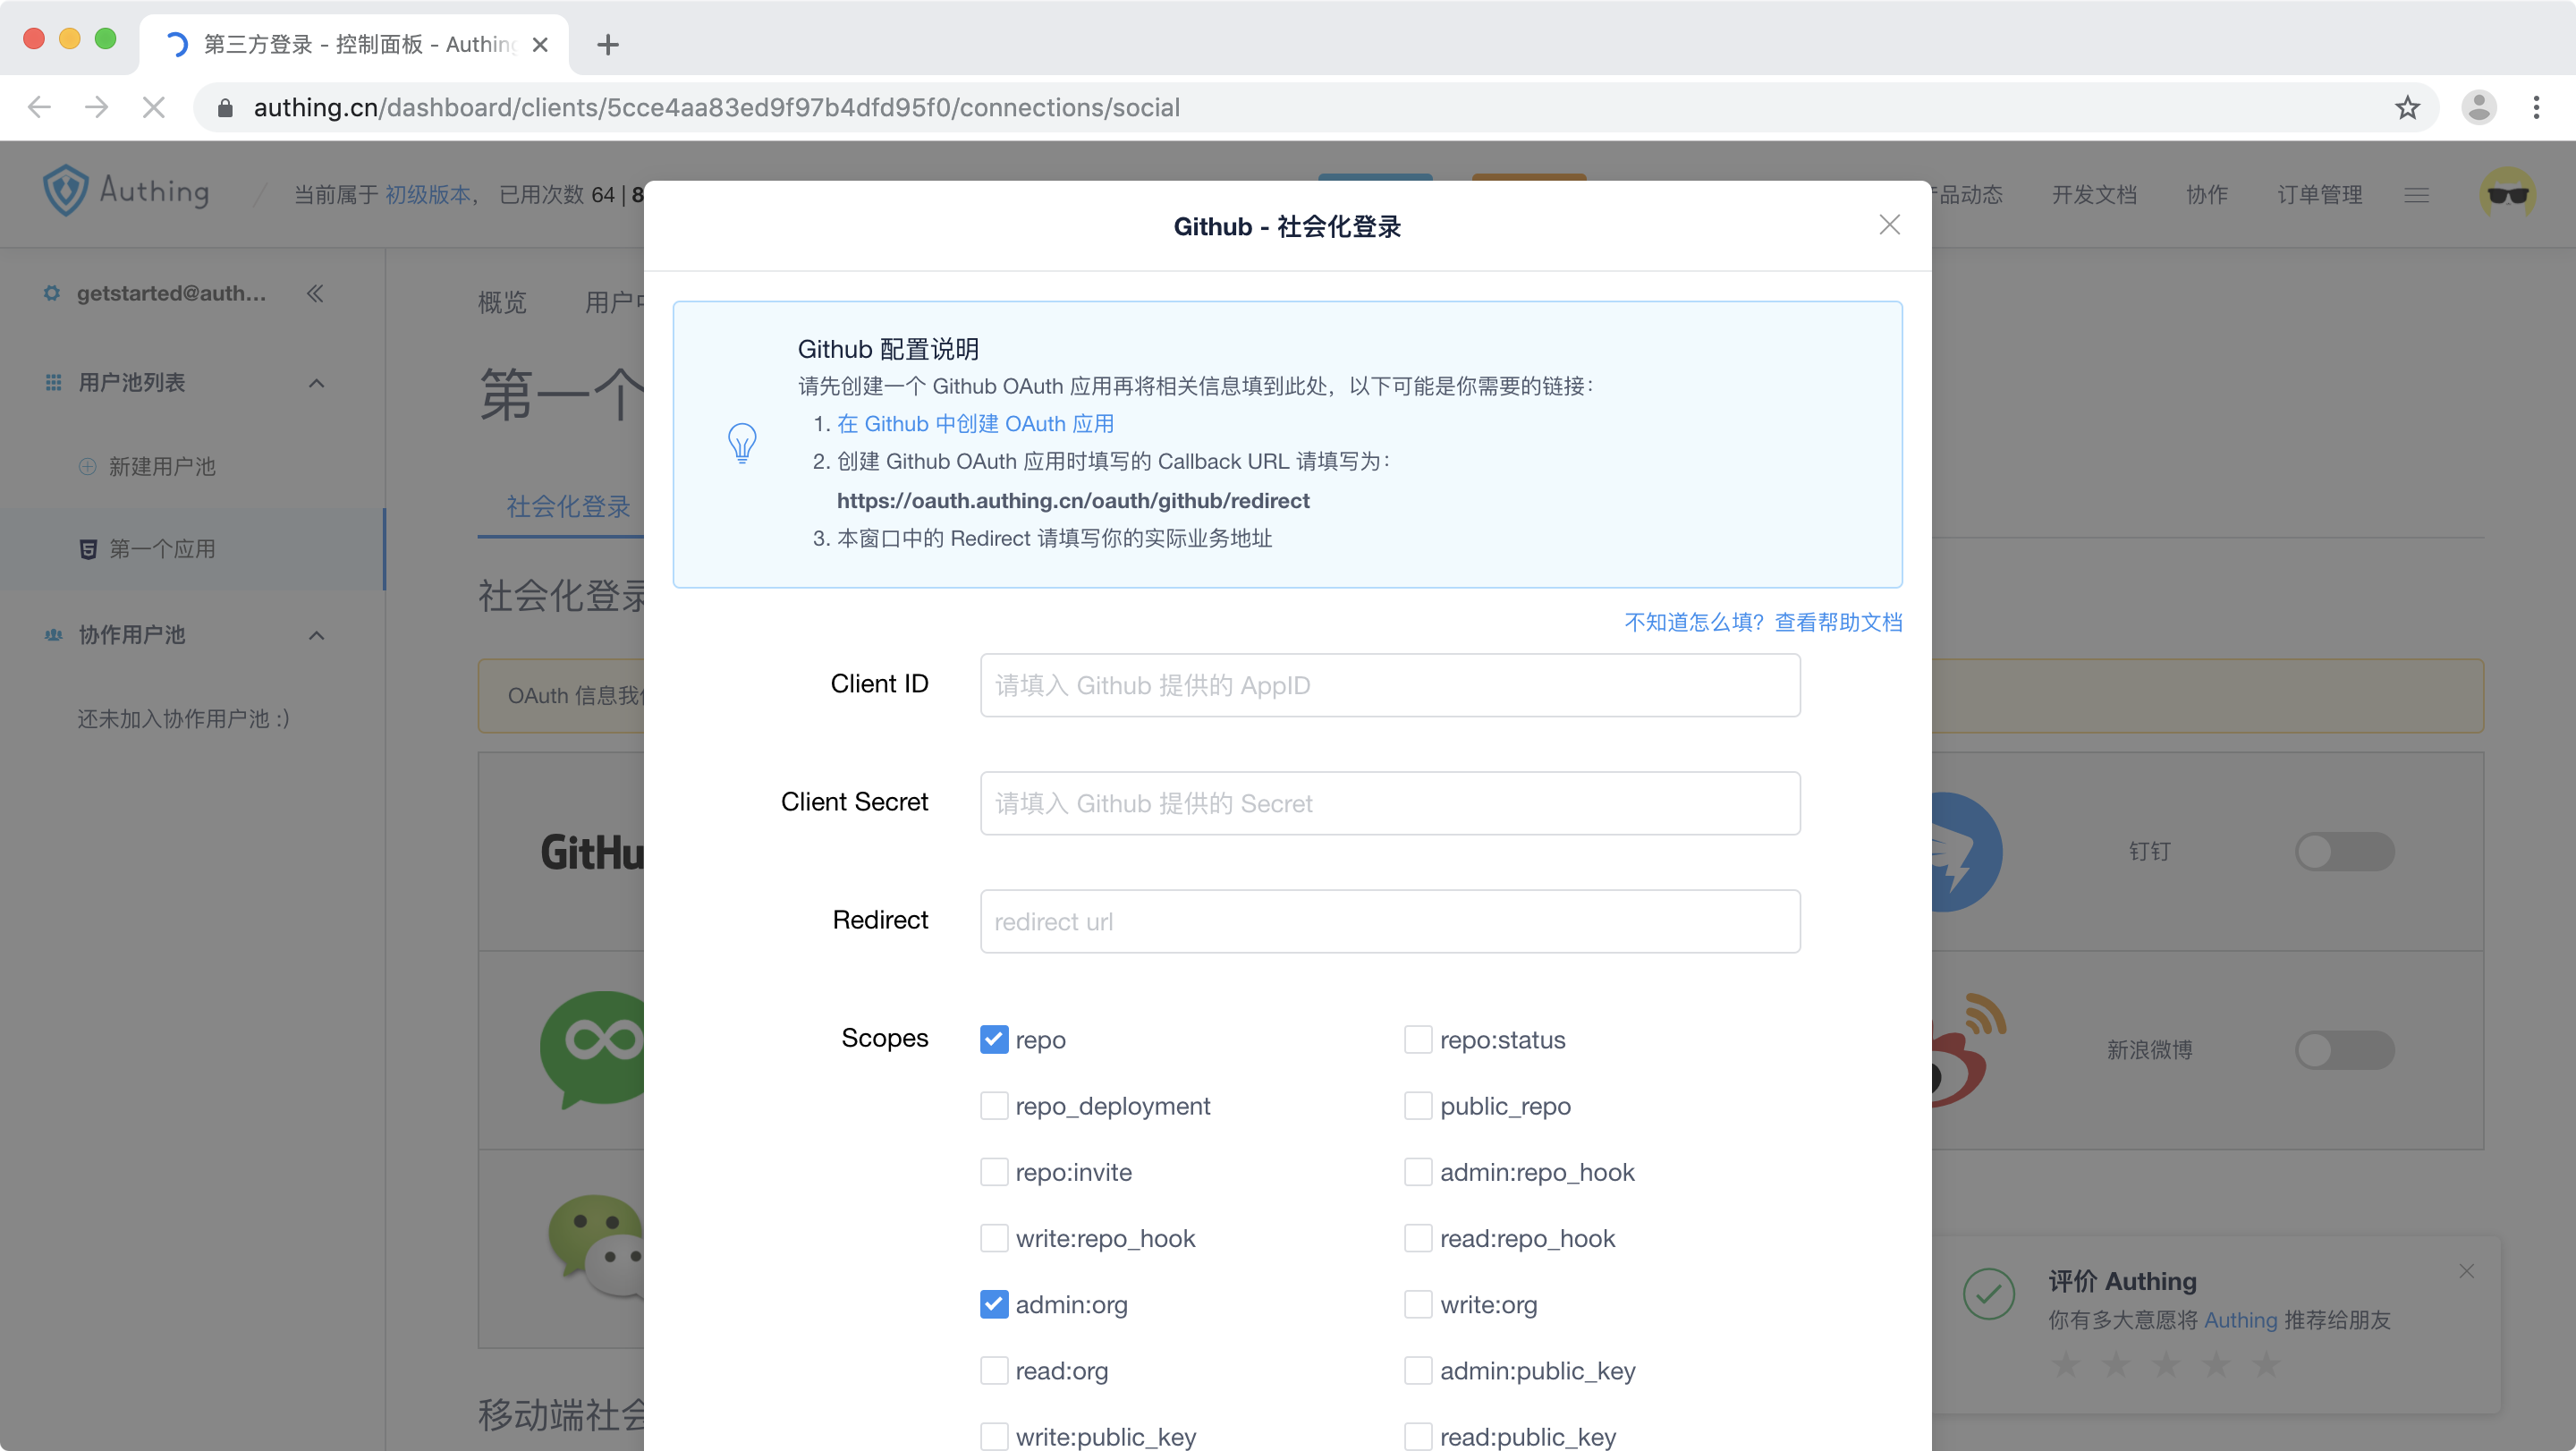 第三方登录 - 控制面板 - Authing
authing.cn/dashboard/clients/5cce4aa83ed9f97b4dfd95f0/connections/social
Authing
当前属于 初级版本， 已用次数 64 | 8
品动态
开发文档
协作
订单管理
getstarted@auth...
用户池列表
新建用户池
第一个应用
协作用户池
还未加入协作用户池 :)
概览
用户
第一个
社会化登录
社会化登录
OAuth 信息我
GitHu
钉钉
新浪微博
移动端社会
Github - 社会化登录
Github 配置说明
请先创建一个 Github OAuth 应用再将相关信息填到此处，以下可能是你需要的链接：
1. 在 Github 中创建 OAuth 应用
2. 创建 Github OAuth 应用时填写的 Callback URL 请填写为：
https://oauth.authing.cn/oauth/github/redirect
3. 本窗口中的 Redirect 请填写你的实际业务地址
不知道怎么填？查看帮助文档
Client ID
请填入 Github 提供的 AppID
Client Secret
请填入 Github 提供的 Secret
Redirect
redirect url
Scopes
repo
repo:status
repo_deployment
public_repo
repo:invite
admin:repo_hook
write:repo_hook
read:repo_hook
admin:org
write:org
read:org
admin:public_key
write:public_key
read:public_key
评价 Authing
你有多大意愿将 Authing 推荐给朋友